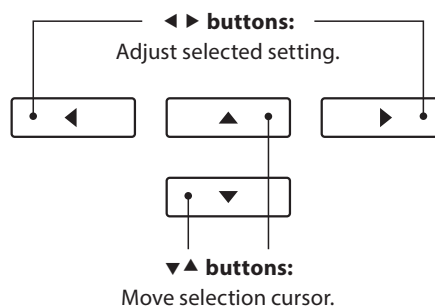 ◀ ▶ buttons:
Adjust selected setting.
◀
▲
▶
▼
▼▲ buttons:
Move selection cursor.